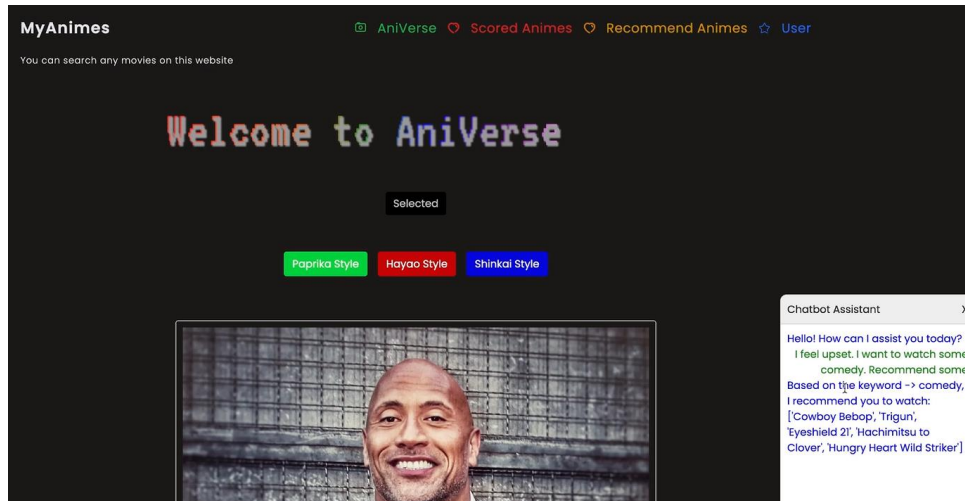 MyAnimes
AniVerse Scored Animes Recommend Animes User
You can search any movies on this website
Welcome to AniVerse
Selected
Paprika Style Hayao Style Shinkai Style
Chatbot Assistant X
Hello! How can I assist you today?
I feel upset. I want to watch some
comedy. Recommend some
Based on the keyword -> comedy,
I recommend you to watch:
['Cowboy Bebop', 'Trigun',
'Eyeshield 21', 'Hachimitsu to
Clover', 'Hungry Heart Wild Striker']